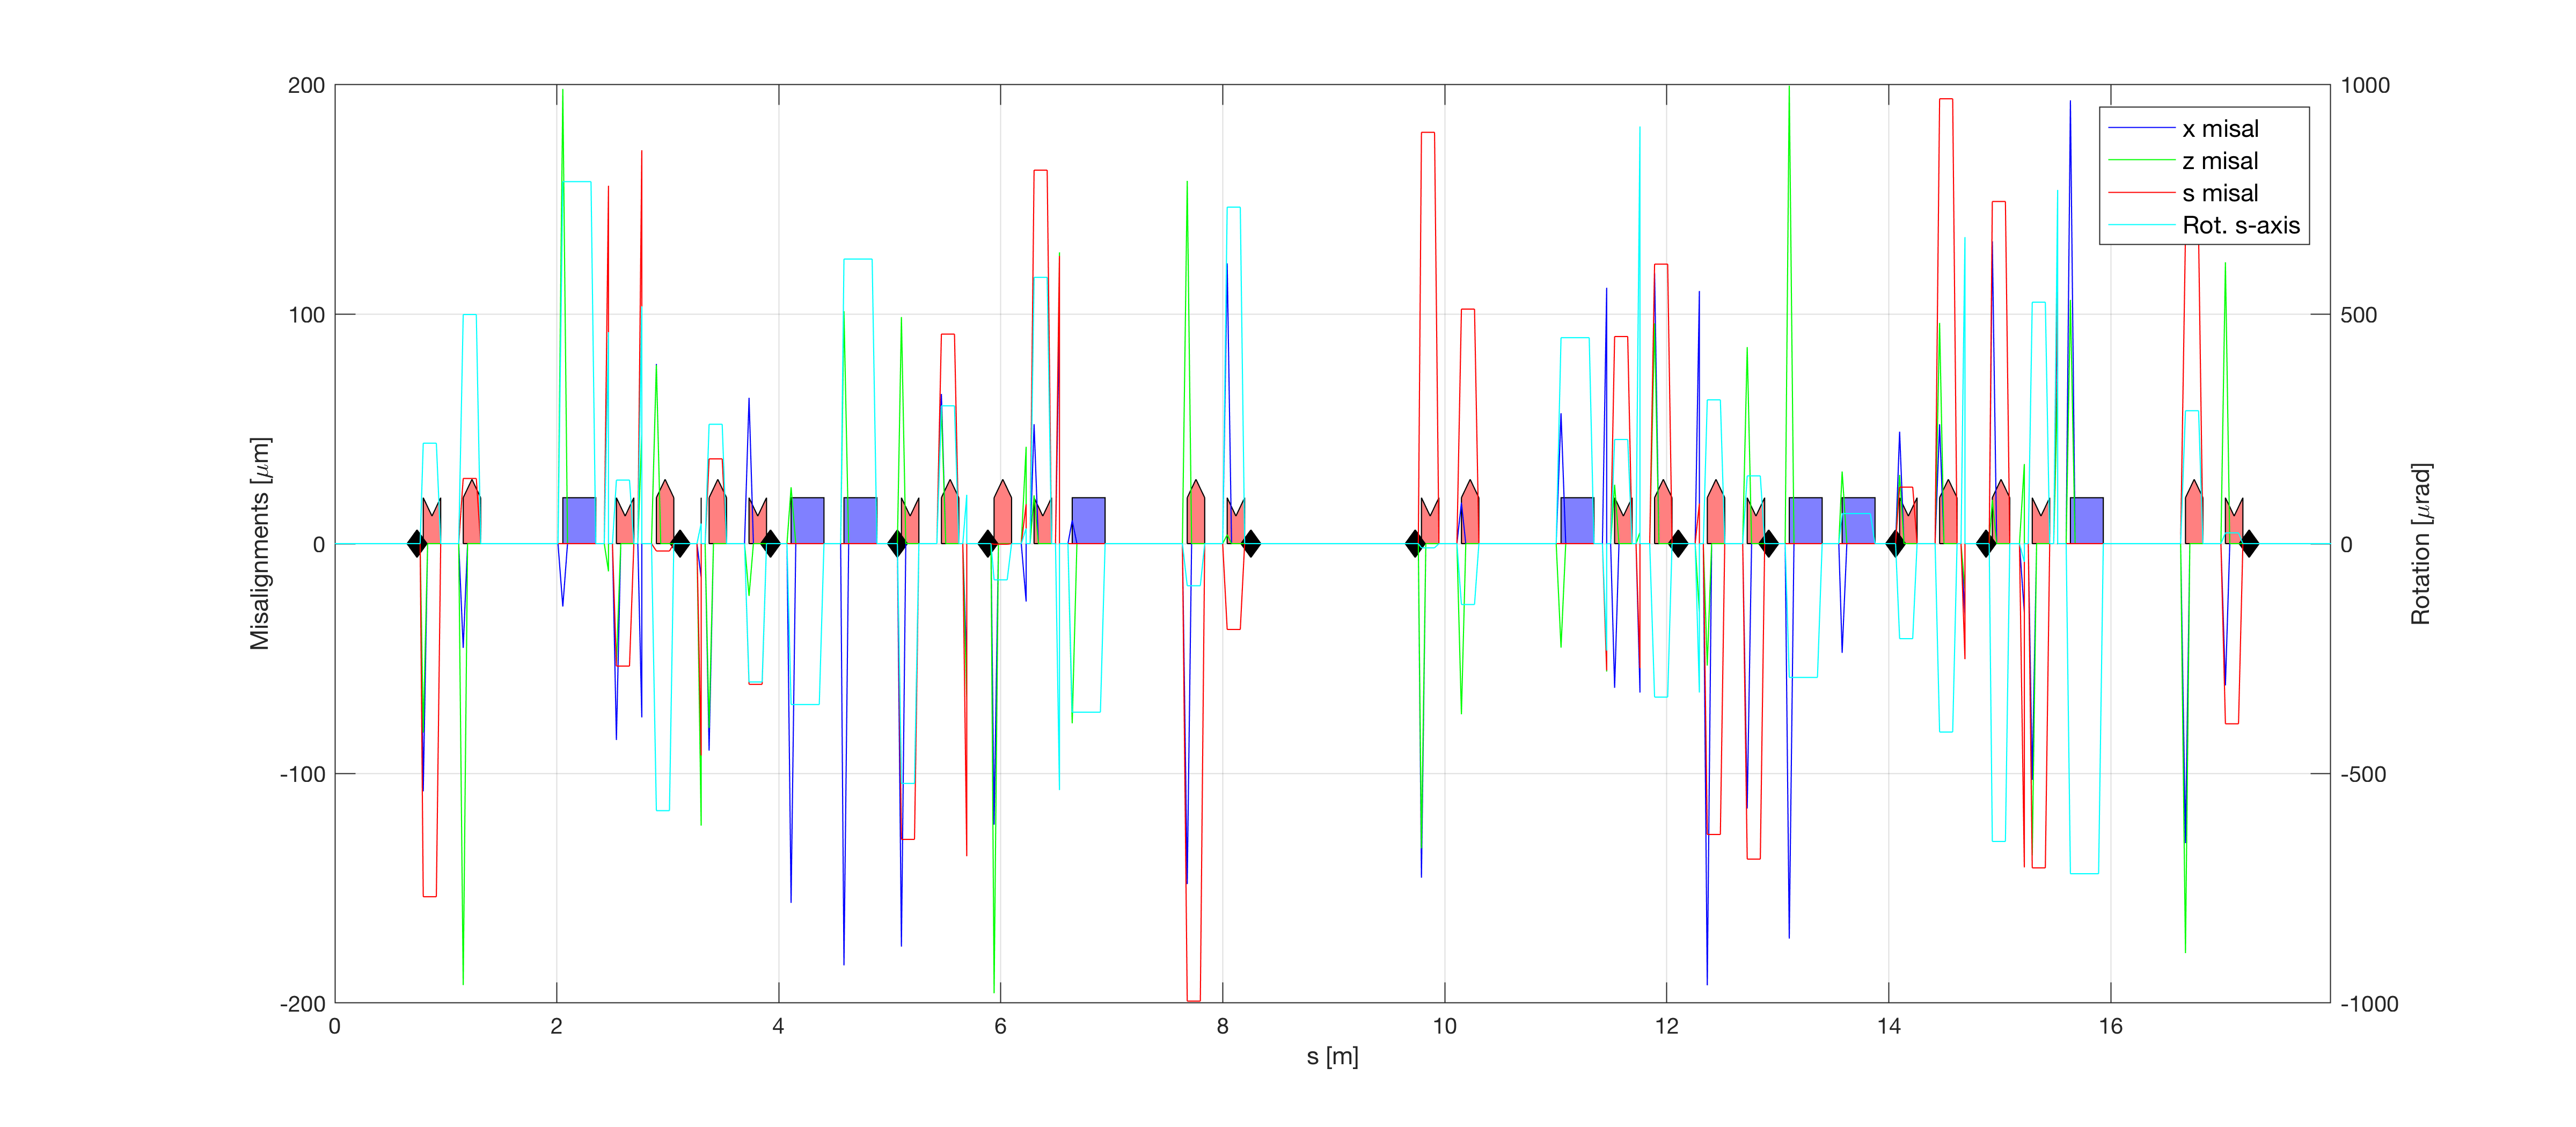 200
100
0
-100
-200
Misalignments [μm]
0
2
4
6
8
10
12
14
16
s [m]
1000
500
0
-500
-1000
Rotation [μrad]
x misal
z misal
s misal
Rot. s-axis